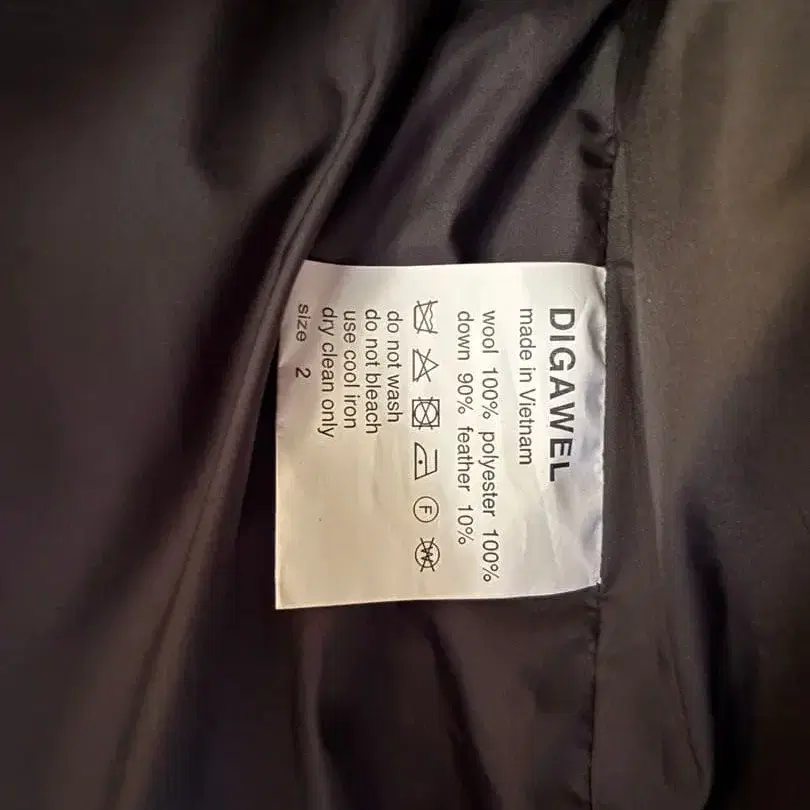 DIGAWEL
made in Vietnam
wool 100% polyester 100%
down 90% feather 10%
F W
do not wash
do not bleach
use cool iron
dry clean only
size 2